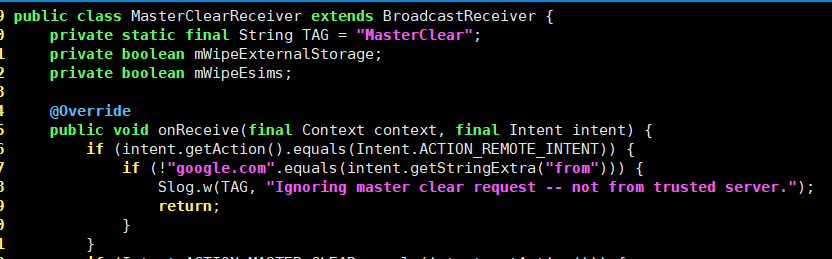 9 public class MasterClearReceiver extends BroadcastReceiver {
0     private static final String TAG = "MasterClear";
1     private boolean mWipeExternalStorage;
2     private boolean mWipeEsims;
3
4     @Override
5     public void onReceive(final Context context, final Intent intent) {
6         if (intent.getAction().equals(Intent.ACTION_REMOTE_INTENT)) {
7             if (!"google.com".equals(intent.getStringExtra("from"))) {
8                 Slog.w(TAG, "Ignoring master clear request -- not from trusted server.");
9                 return;
0             }
1         }